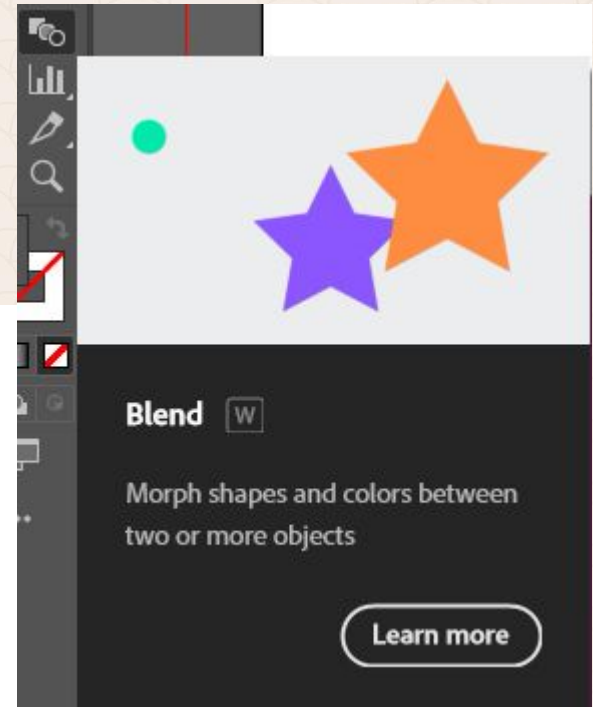 Blend W
Morph shapes and colors between
two or more objects
Learn more